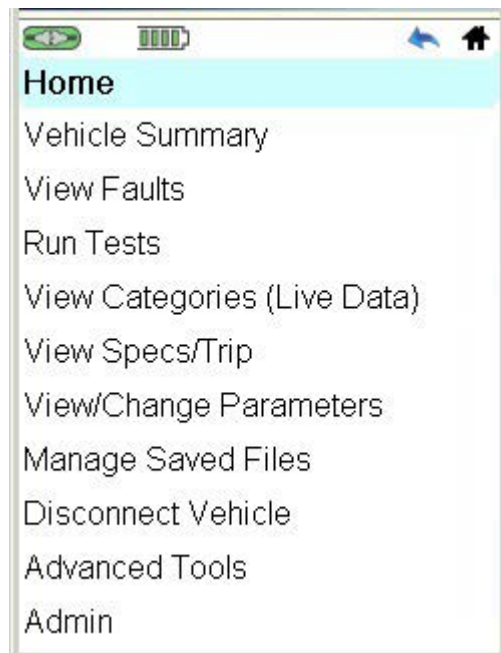 Home
Vehicle Summary
View Faults
Run Tests
View Categories (Live Data)
View Specs/Trip
View/Change Parameters
Manage Saved Files
Disconnect Vehicle
Advanced Tools
Admin